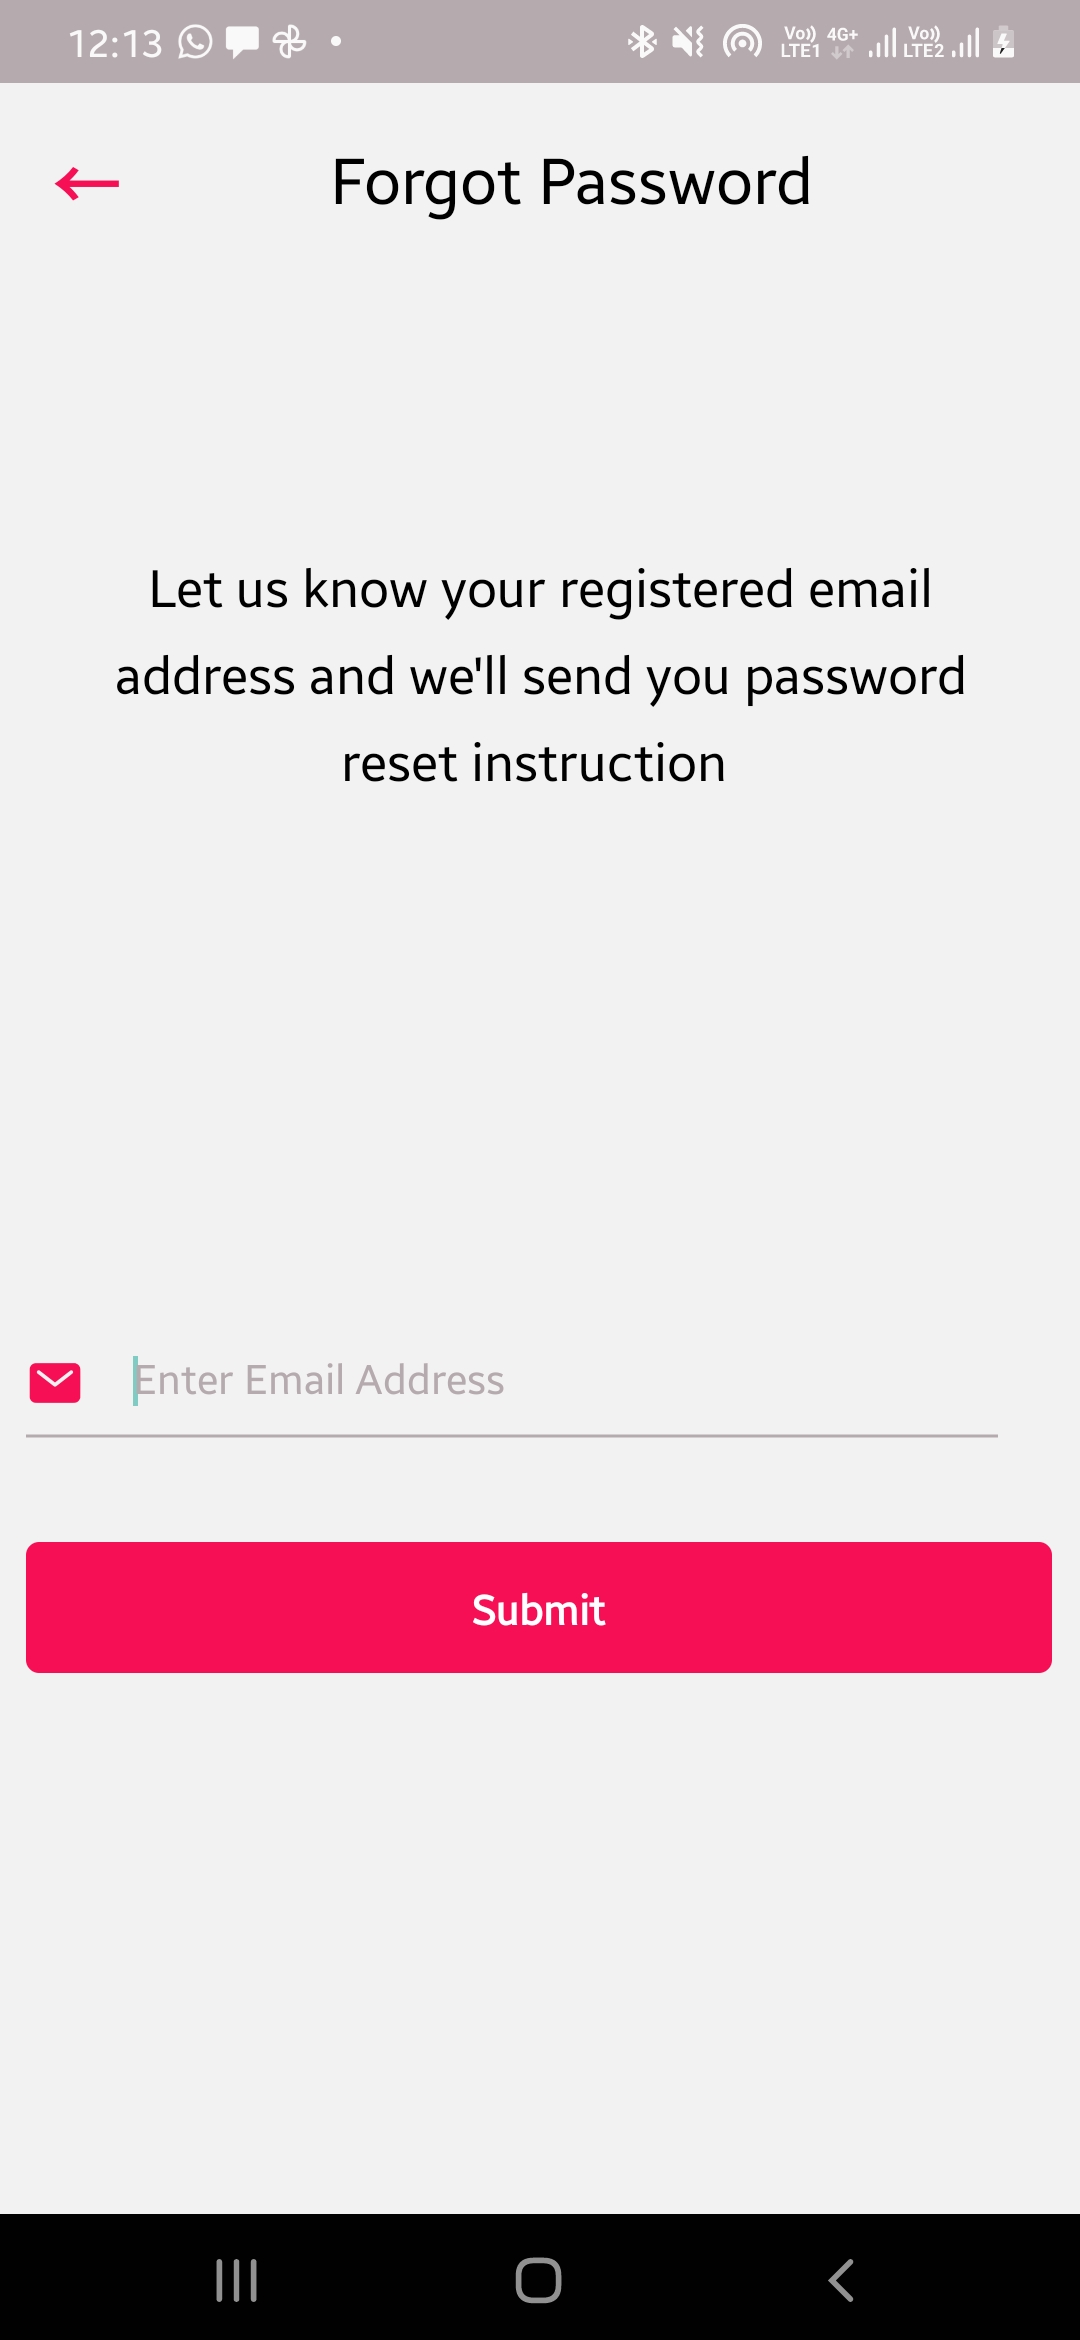 12:13 Vo)) 4G+ Vo))
LTE1 LTE2
Forgot Password
Let us know your registered email
address and we'll send you password
reset instruction
Enter Email Address
Submit